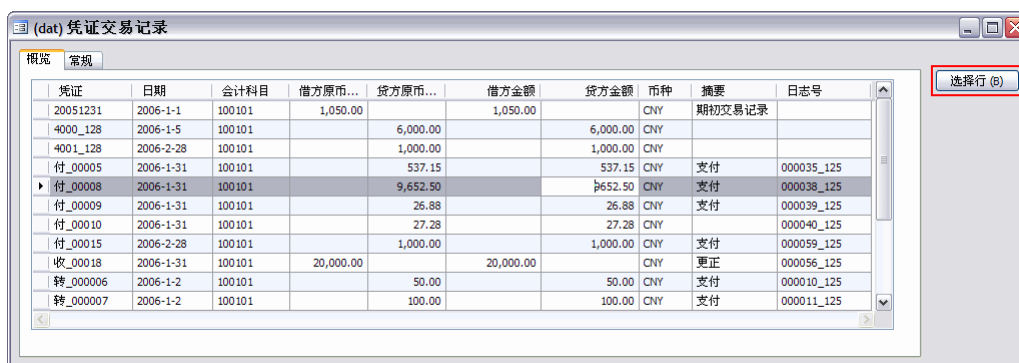 (dat) 凭证交易记录
概览 常规
选择行 (B)
凭证 日期 会计科目 借方原币... 贷方原币... 借方金额 贷方金额 币种 摘要 日志号
20051231 2006-1-1 100101 1,050.00 1,050.00 CNY 期初交易记录
4000_128 2006-1-5 100101 6,000.00 6,000.00 CNY
4001_128 2006-2-28 100101 1,000.00 1,000.00 CNY
付_00005 2006-1-31 100101 537.15 537.15 CNY 支付 000035_125
付_00008 2006-1-31 100101 9,652.50 9652.50 CNY 支付 000038_125
付_00009 2006-1-31 100101 26.88 26.88 CNY 支付 000039_125
付_00010 2006-1-31 100101 27.28 27.28 CNY 000040_125
付_00015 2006-2-28 100101 1,000.00 1,000.00 CNY 支付 000059_125
收_00018 2006-1-31 100101 20,000.00 20,000.00 CNY 更正 000056_125
转_000006 2006-1-2 100101 50.00 50.00 CNY 支付 000010_125
转_000007 2006-1-2 100101 100.00 100.00 CNY 支付 000011_125